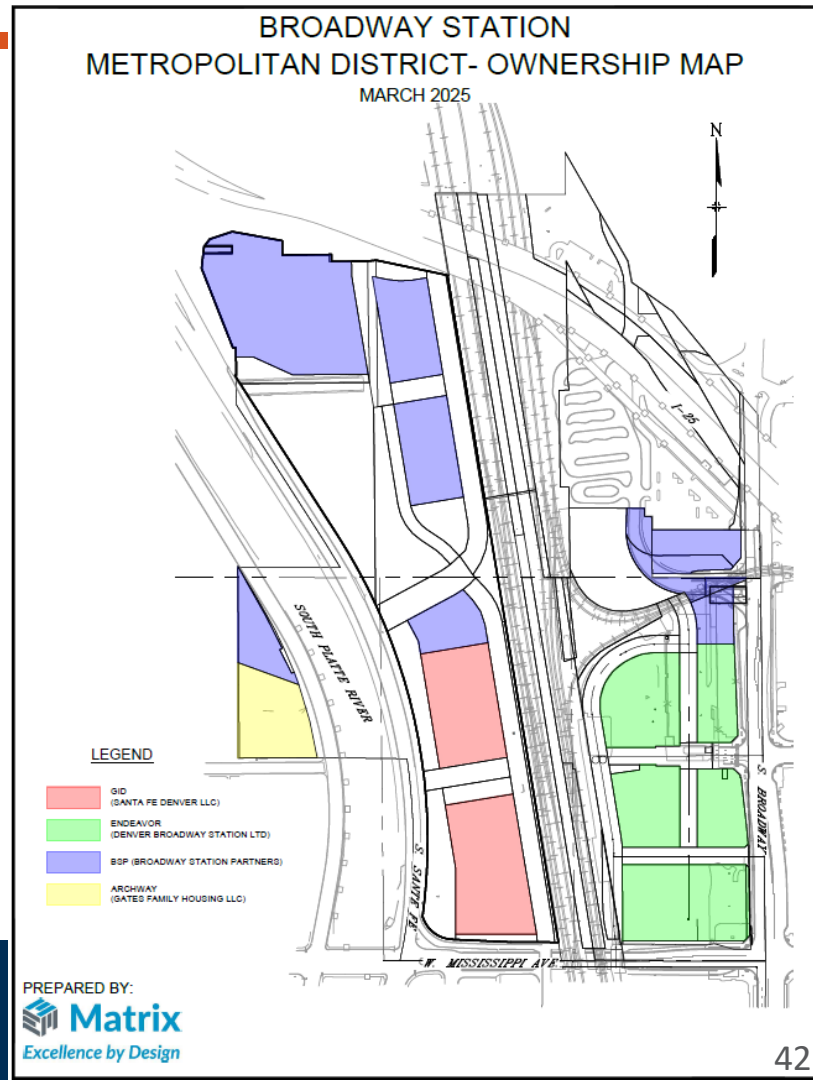 BROADWAY STATION
METROPOLITAN DISTRICT- OWNERSHIP MAP
MARCH 2025
N
I-25
SOUTH PLATTE RIVER
S. BROADWAY
S. SANTE FE
W. MISSISSIPPI AVE
LEGEND
GID
(SANTA FE DENVER LLC)
ENDEAVOR
(DENVER BROADWAY STATION LTD)
BSP (BROADWAY STATION PARTNERS)
ARCHWAY
(GATES FAMILY HOUSING LLC)
PREPARED BY:
Matrix
Excellence by Design
42